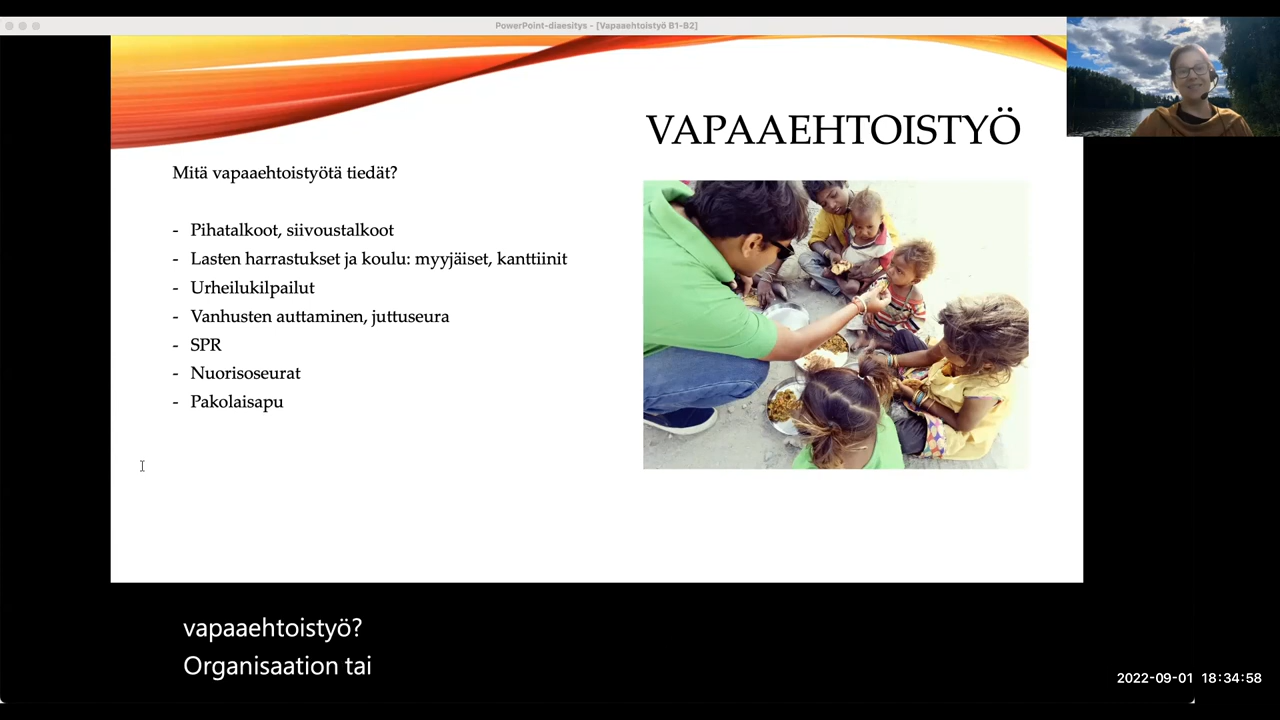 PowerPoint-diaesitys - [Vapaaehtoistyö B1-B2]
VAPAAEHTOISTYÖ
Mitä vapaaehtoistyötä tiedät?
- Pihatalkoot, siivoustalkoot
- Lasten harrastukset ja koulu: myyjäiset, kanttiinit
- Urheilukilpailut
- Vanhusten auttaminen, juttuseura
- SPR
- Nuorisoseurat
- Pakolaisapu
vapaaehtoistyö?
Organisaation tai
2022-09-01 18:34:58